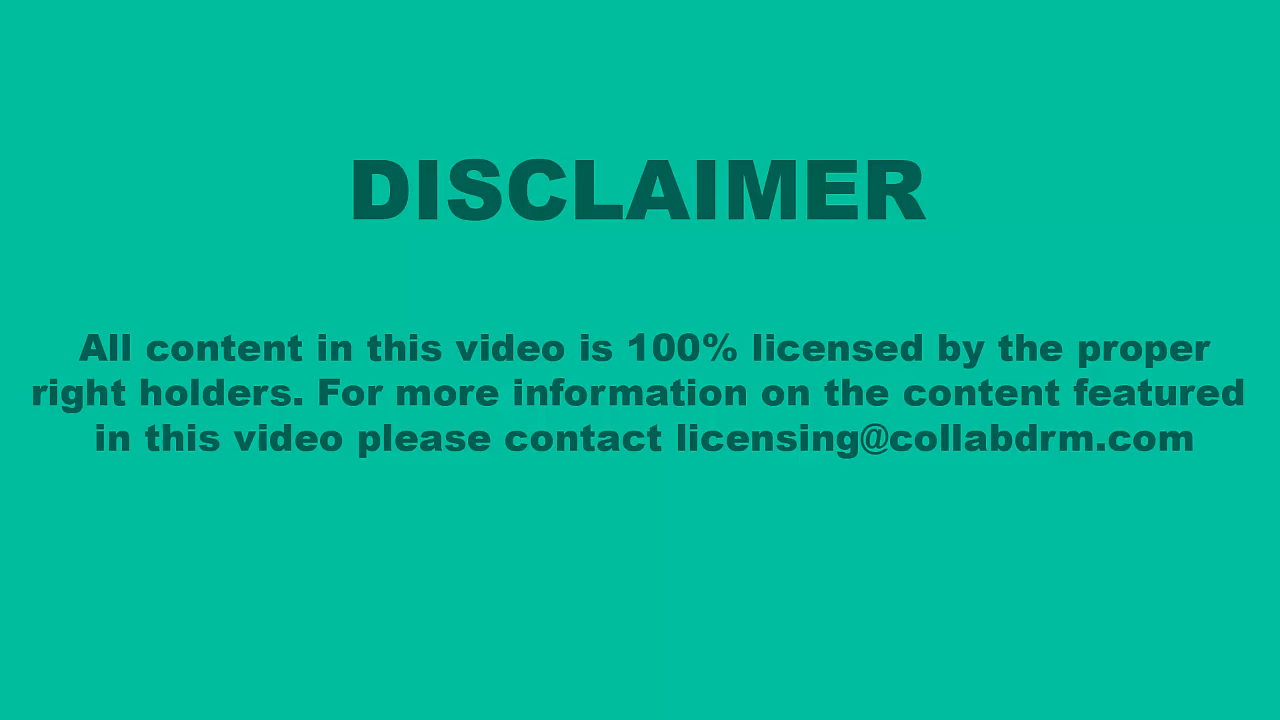 DISCLAIMER
All content in this video is 100% licensed by the proper
right holders. For more information on the content featured
in this video please contact licensing@collabdrm.com